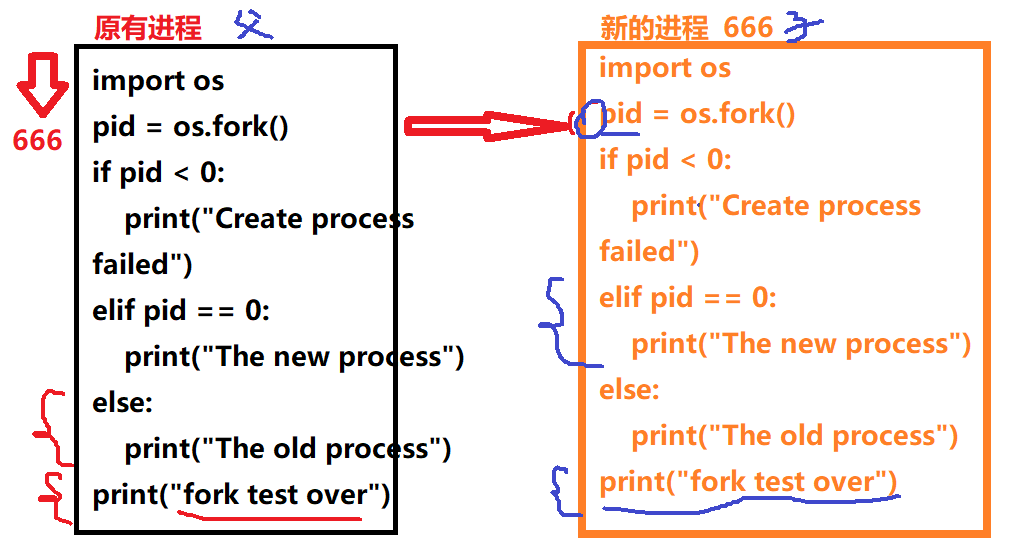 原有进程 父
666
import os
pid = os.fork()
if pid < 0:
print("Create process
failed")
elif pid == 0:
print("The new process")
else:
print("The old process")
print("fork test over")
新的进程 666 子
import os
pid = os.fork()
if pid < 0:
print("Create process
failed")
elif pid == 0:
print("The new process")
else:
print("The old process")
print("fork test over")